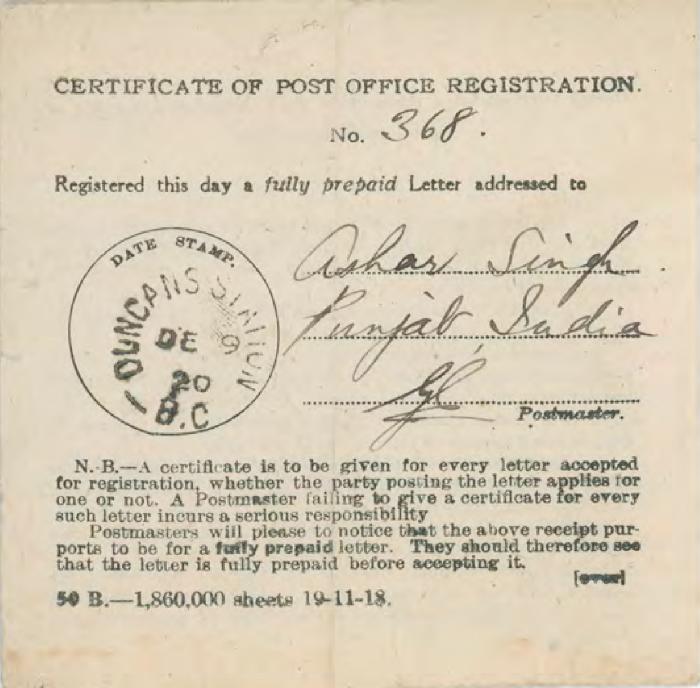 CERTIFICATE OF POST OFFICE REGISTRATION.
No. 368.
Registered this day a fully prepaid Letter addressed to
DATE STAMP.
DUNCANS STATION
DE 9
20
B.C
Ashar Singh
Punjab, India
Postmaster.
N.B.—A certificate is to be given for every letter accepted
for registration, whether the party posting the letter applies for
one or not. A Postmaster failing to give a certificate for every
such letter incurs a serious responsibility
Postmasters will please to notice that the above receipt pur-
ports to be for a fully prepaid letter. They should therefore see
that the letter is fully prepaid before accepting it.
[over]
50 B.—1,860,000 sheets 19-11-18.